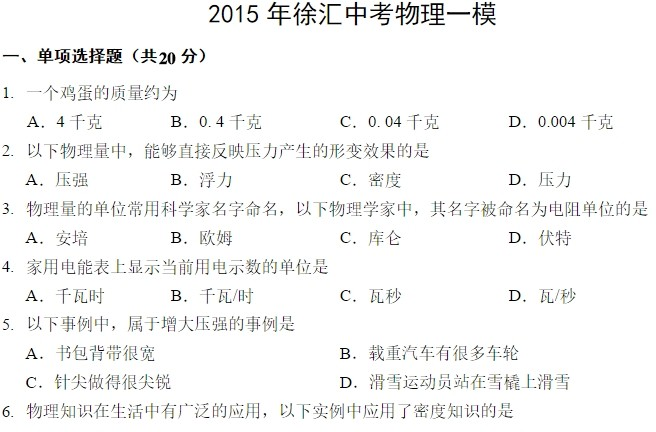 2015 年徐汇中考物理一模
一、单项选择题（共20 分）
1. 一个鸡蛋的质量约为
A．4 千克 B．0. 4 千克 C．0. 04 千克 D．0.004 千克
2. 以下物理量中，能够直接反映压力产生的形变效果的是
A．压强 B．浮力 C．密度 D．压力
3. 物理量的单位常用科学家名字命名，以下物理学家中，其名字被命名为电阻单位的是
A．安培 B．欧姆 C．库仑 D．伏特
4. 家用电能表上显示当前用电示数的单位是
A．千瓦时 B．千瓦/时 C．瓦秒 D．瓦/秒
5. 以下事例中，属于增大压强的事例是
A．书包背带很宽 B．载重汽车有很多车轮
C．针尖做得很尖锐 D．滑雪运动员站在雪橇上滑雪
6. 物理知识在生活中有广泛的应用，以下实例中应用了密度知识的是